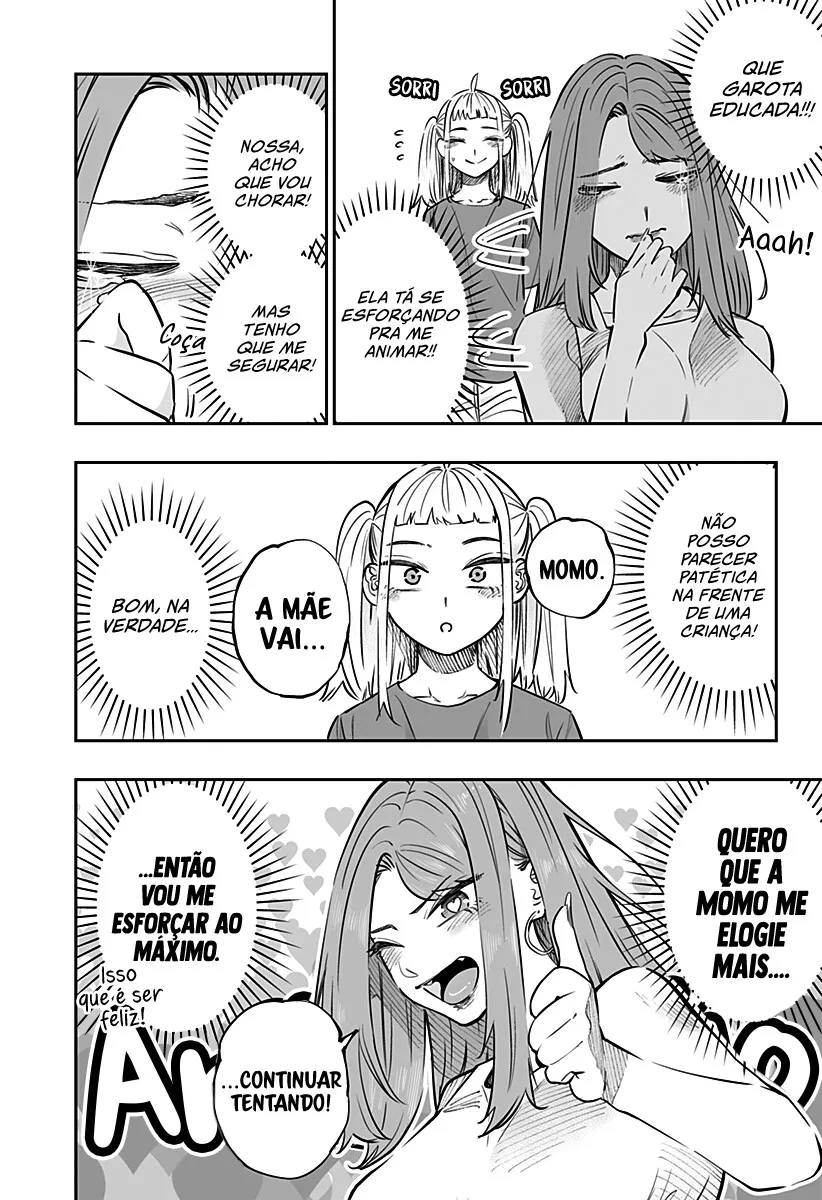 QUE
GAROTA
EDUCADA!!!
Aaah!
SORRI
SORRI
ELA TÁ SE
ESFORÇANDO
PRA ME
ANIMAR!!
NOSSA,
ACHO
QUE VOU
CHORAR!
MAS
TENHO
QUE ME
SEGURAR!
Coça
NÃO
POSSO
PARECER
PATÉTICA
NA FRENTE
DE UMA
CRIANÇA!
MOMO.
A MÃE
VAI...
BOM, NA
VERDADE...
QUERO
QUE A
MOMO ME
ELOGIE
MAIS....
...ENTÃO
VOU ME
ESFORÇAR AO
MÁXIMO.
Isso
que é ser
feliz!
...CONTINUAR
TENTANDO!